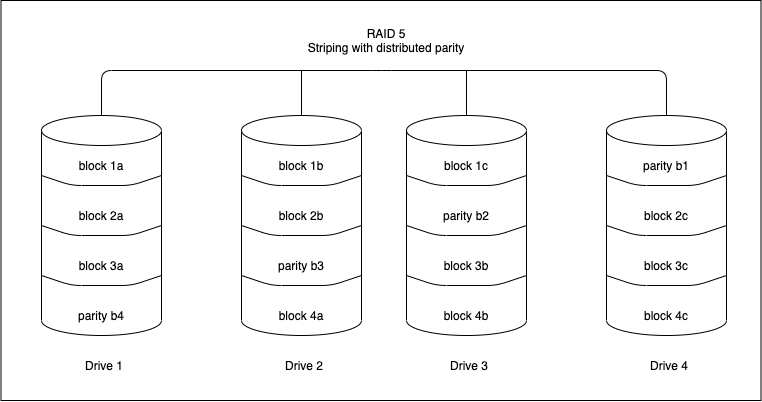 RAID 5
Striping with distributed parity
block 1a
block 1b
block 1c
parity b1
block 2a
block 2b
parity b2
block 2c
block 3a
parity b3
block 3b
block 3c
parity b4
block 4a
block 4b
block 4c
Drive 1
Drive 2
Drive 3
Drive 4